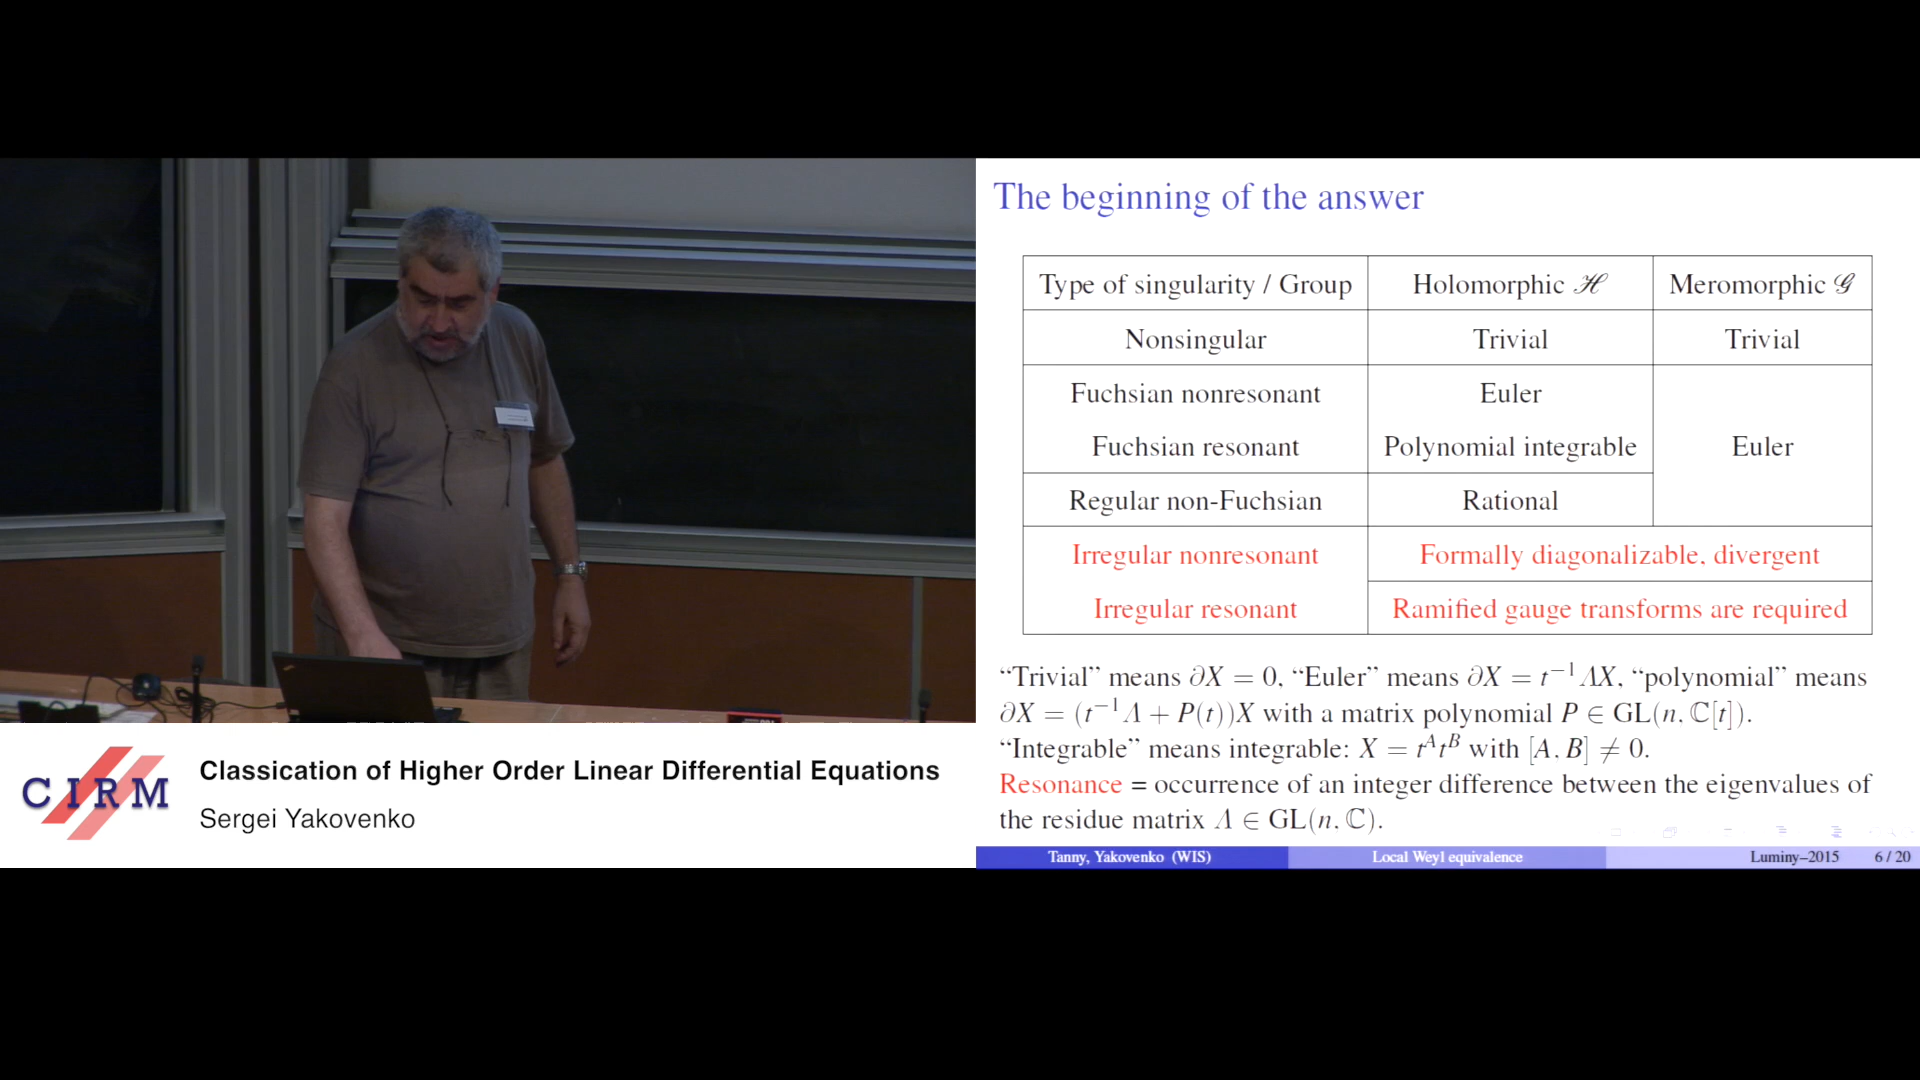 The beginning of the answer
Type of singularity / Group Holomorphic ℋ Meromorphic 𝒢
Nonsingular Trivial Trivial
Fuchsian nonresonant Euler
Fuchsian resonant Polynomial integrable Euler
Regular non-Fuchsian Rational
Irregular nonresonant Formally diagonalizable, divergent
Irregular resonant Ramified gauge transforms are required
“Trivial” means ∂X = 0, “Euler” means ∂X = t⁻¹ΛX, “polynomial” means
∂X = (t⁻¹Λ + P(t))X with a matrix polynomial P ∈ GL(n, ℂ[t]).
“Integrable” means integrable: X = t^A t^B with [A, B] ≠ 0.
Resonance = occurrence of an integer difference between the eigenvalues of
the residue matrix Λ ∈ GL(n, ℂ).
Tanny, Yakovenko (WIS) Local Weyl equivalence Luminy–2015 6 / 20
CIRM
Classication of Higher Order Linear Differential Equations
Sergei Yakovenko